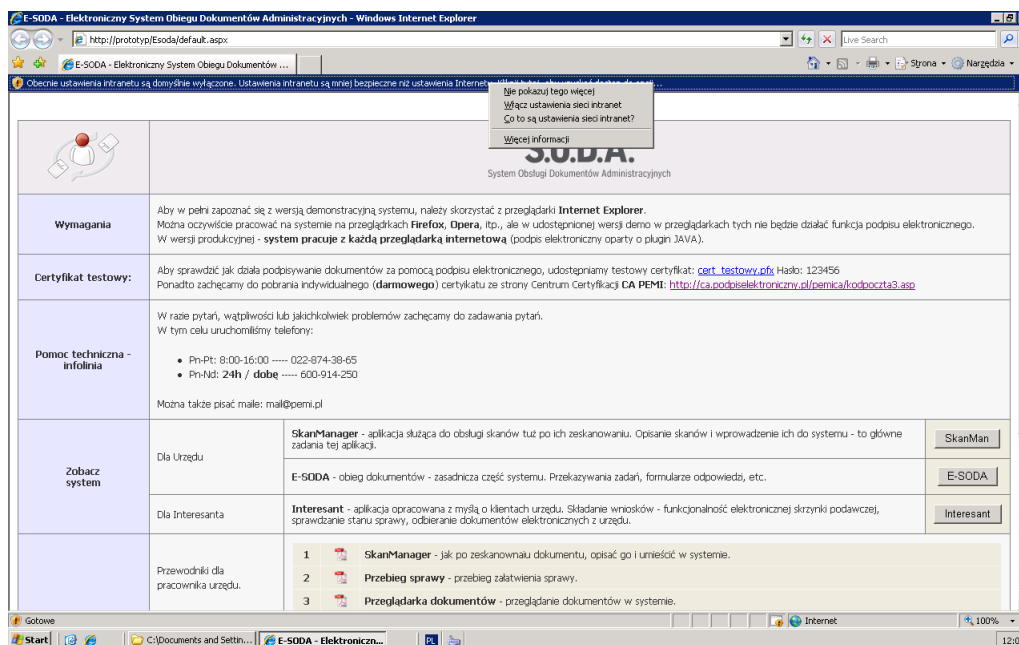 E-SODA - Elektroniczny System Obiegu Dokumentów Administracyjnych - Windows Internet Explorer
http://prototyp/Esoda/default.aspx
Live Search
E-SODA - Elektroniczny System Obiegu Dokumentów ...
Strona
Narzędzia
Obecnie ustawienia intranetu są domyślnie wyłączone. Ustawienia intranetu są mniej bezpieczne niż ustawienia Internetu.
Nie pokazuj tego więcej
Włącz ustawienia sieci intranet
Co to są ustawienia sieci intranet?
Więcej informacji
S.O.D.A.
System Obsługi Dokumentów Administracyjnych
Wymagania
Aby w pełni zapoznać się z wersją demonstracyjną systemu, należy skorzystać z przeglądarki Internet Explorer.
Można oczywiście pracować na systemie na przeglądrkach Firefox, Opera, itp., ale w udostępnionej wersji demo w przeglądarkach tych nie będzie działać funkcja podpisu elektronicznego.
W wersji produkcyjnej - system pracuje z każdą przeglądarką internetową (podpis elektroniczny oparty o plugin JAVA).
Certyfikat testowy:
Aby sprawdzić jak działa podpisywanie dokumentów za pomocą podpisu elektronicznego, udostępniamy testowy certyfikat: cert_testowy.pfx Hasło: 123456
Ponadto zachęcamy do pobrania indywidualnego (darmowego) certyikatu ze strony Centrum Certyfikacji CA PEMI: http://ca.podpiselektroniczny.pl/pemica/kodpoczta3.asp
Pomoc techniczna -
infolinia
W razie pytań, wątpliwości lub jakichkolwiek problemów zachęcamy do zadawania pytań.
W tym celu uruchomiliśmy telefony:
• Pn-Pt: 8:00-16:00 ----- 022-874-38-65
• Pn-Nd: 24h / dobę ----- 600-914-250
Można także pisać maile: mail@pemi.pl
Zobacz
system
Dla Urzędu
SkanManager - aplikacja służąca do obsługi skanów tuż po ich zeskanowaniu. Opisanie skanów i wprowadzenie ich do systemu - to główne
zadania tej aplikacji.
SkanMan
E-SODA - obieg dokumentów - zasadnicza część systemu. Przekazywania zadań, formularze odpowiedzi, etc.
E-SODA
Dla Interesanta
Interesant - aplikacja opracowana z myślą o klientach urzędu. Składanie wniosków - funkcjonalność elektronicznej skrzynki podawczej,
sprawdzanie stanu sprawy, odbieranie dokumentów elektronicznych z urzędu.
Interesant
Przewodniki dla
pracownika urzędu.
1 SkanManager - jak po zeskanownaiu dokumentu, opisać go i umieścić w systemie.
2 Przebieg sprawy - przebieg załatwienia sprawy.
3 Przeglądarka dokumentów - przeglądanie dokumentów w systemie.
Gotowe
Internet
100%
Start
C:\Documents and Settin...
E-SODA - Elektroniczn...
PL
12:0